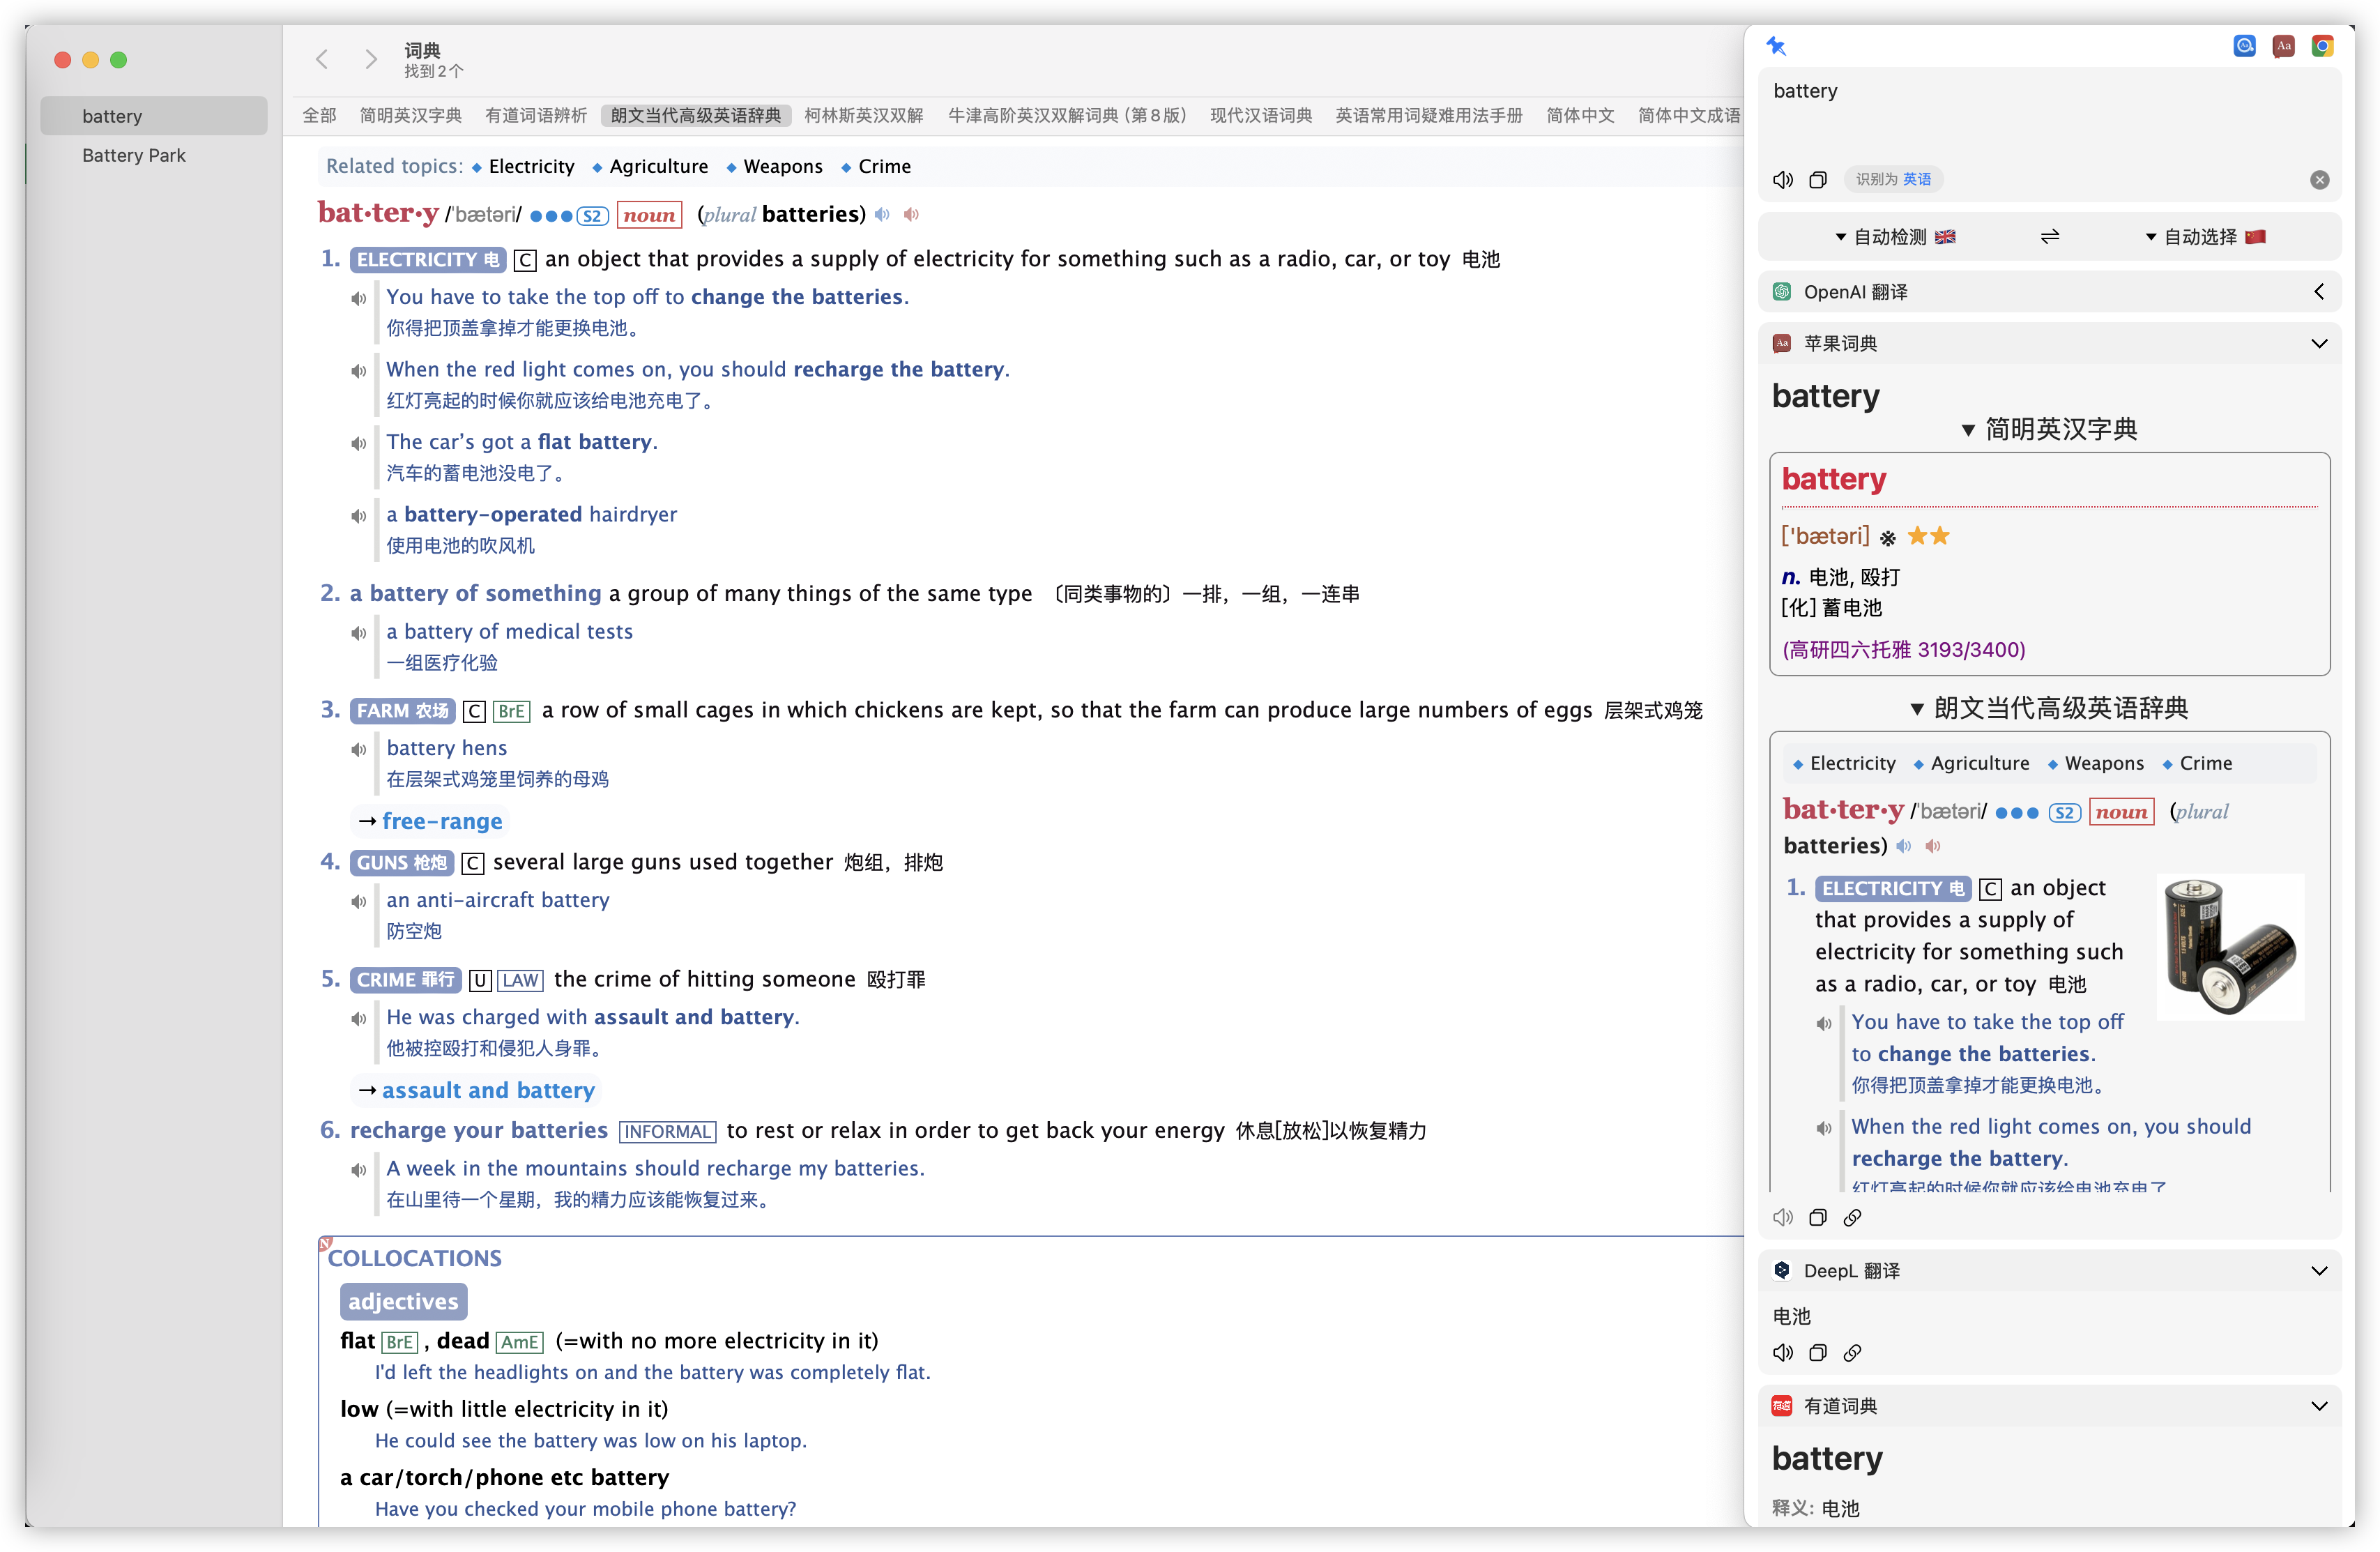 battery
Battery Park
词典
找到 2 个
全部 简明英汉字典 有道词语辨析 朗文当代高级英语辞典 柯林斯英汉双解 牛津高阶英汉双解词典 (第 8 版) 现代汉语词典 英语常用词疑难用法手册 简体中文 简体中文成语
Related topics: ◆ Electricity ◆ Agriculture ◆ Weapons ◆ Crime
bat·ter·y /ˈbætəri/ ●●● S2 noun (plural batteries)
1. ELECTRICITY 电 C an object that provides a supply of electricity for something such as a radio, car, or toy 电池
You have to take the top off to change the batteries.
你得把顶盖拿掉才能更换电池。
When the red light comes on, you should recharge the battery.
红灯亮起的时候你就应该给电池充电了。
The car’s got a flat battery.
汽车的蓄电池没电了。
a battery-operated hairdryer
使用电池的吹风机
2. a battery of something a group of many things of the same type 〔同类事物的〕一排，一组，一连串
a battery of medical tests
一组医疗化验
3. FARM 农场 C BrE a row of small cages in which chickens are kept, so that the farm can produce large numbers of eggs 层架式鸡笼
battery hens
在层架式鸡笼里饲养的母鸡
→ free-range
4. GUNS 枪炮 C several large guns used together 炮组，排炮
an anti-aircraft battery
防空炮
5. CRIME 罪行 U LAW the crime of hitting someone 殴打罪
He was charged with assault and battery.
他被控殴打和侵犯人身罪。
→ assault and battery
6. recharge your batteries INFORMAL to rest or relax in order to get back your energy 休息[放松]以恢复精力
A week in the mountains should recharge my batteries.
在山里待一个星期，我的精力应该能恢复过来。
N
COLLOCATIONS
adjectives
flat BrE , dead AmE (=with no more electricity in it)
I'd left the headlights on and the battery was completely flat.
low (=with little electricity in it)
He could see the battery was low on his laptop.
a car/torch/phone etc battery
Have you checked your mobile phone battery?
Aa
battery
识别为 英语
自动检测 🇬🇧 ⇌ 自动选择 🇨🇳
OpenAI 翻译
Aa 苹果词典
battery
▼ 简明英汉字典
battery
['bætəri] ※ ★★
n. 电池, 殴打
[化] 蓄电池
(高研四六托雅 3193/3400)
▼ 朗文当代高级英语辞典
◆ Electricity ◆ Agriculture ◆ Weapons ◆ Crime
bat·ter·y /ˈbætəri/ ●●● S2 noun (plural
batteries)
1. ELECTRICITY 电 C an object
that provides a supply of
electricity for something such
as a radio, car, or toy 电池
You have to take the top off
to change the batteries.
你得把顶盖拿掉才能更换电池。
When the red light comes on, you should
recharge the battery.
红灯亮起的时候你就应该给电池充电了
DeepL 翻译
电池
有道 有道词典
battery
释义: 电池